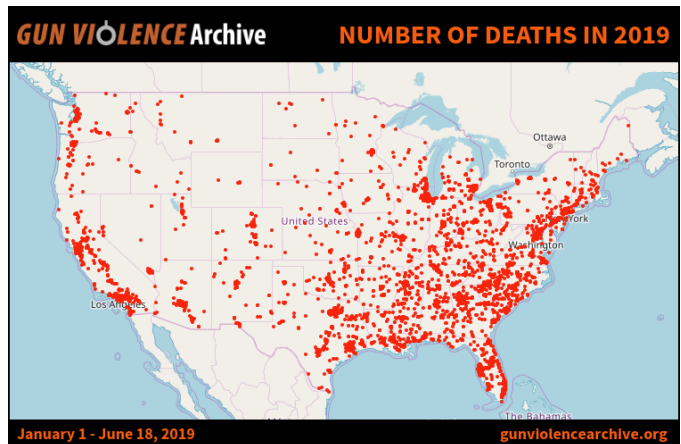 GUN VIOLENCE Archive
NUMBER OF DEATHS IN 2019
Ottawa
Toronto
United States
York
Washington
Los Angeles
The Bahamas
January 1 - June 18, 2019
gunviolencearchive.org